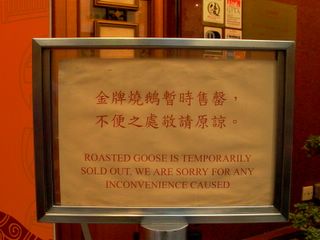 金牌燒鵝暫時售罄，
不便之處敬請原諒。
ROASTED GOOSE IS TEMPORARILY
SOLD OUT, WE ARE SORRY FOR ANY
INCONVENIENCE CAUSED